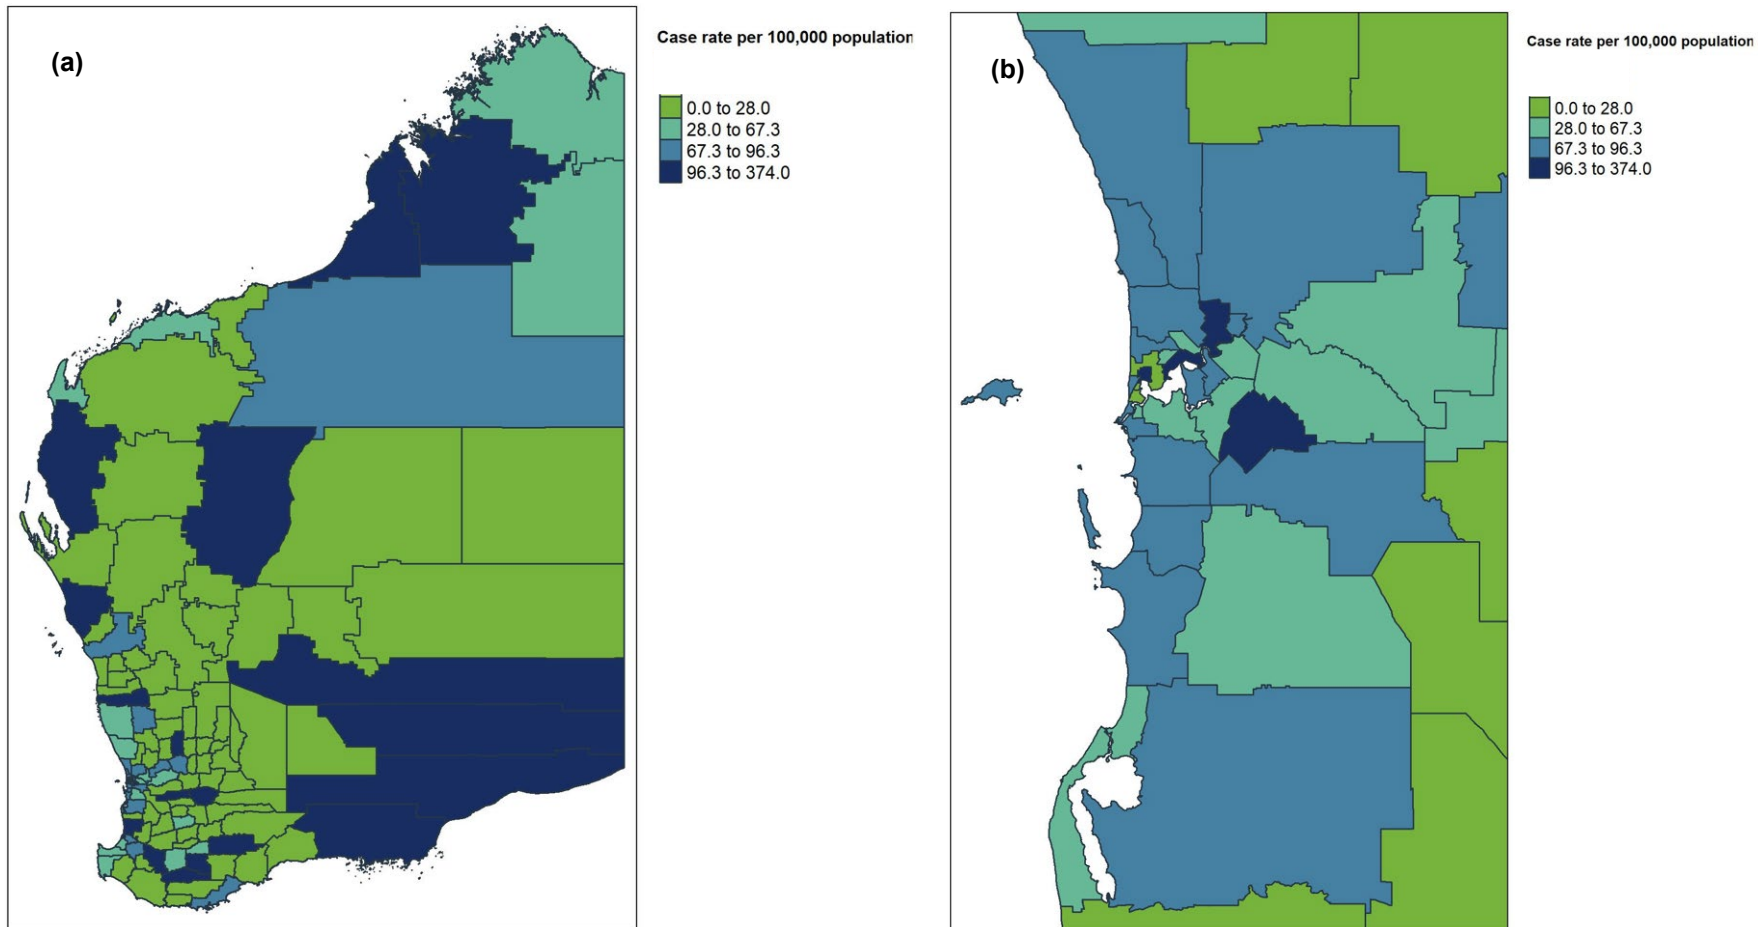 (a)
Case rate per 100,000 population
0.0 to 28.0
28.0 to 67.3
67.3 to 96.3
96.3 to 374.0
(b)
Case rate per 100,000 population
0.0 to 28.0
28.0 to 67.3
67.3 to 96.3
96.3 to 374.0